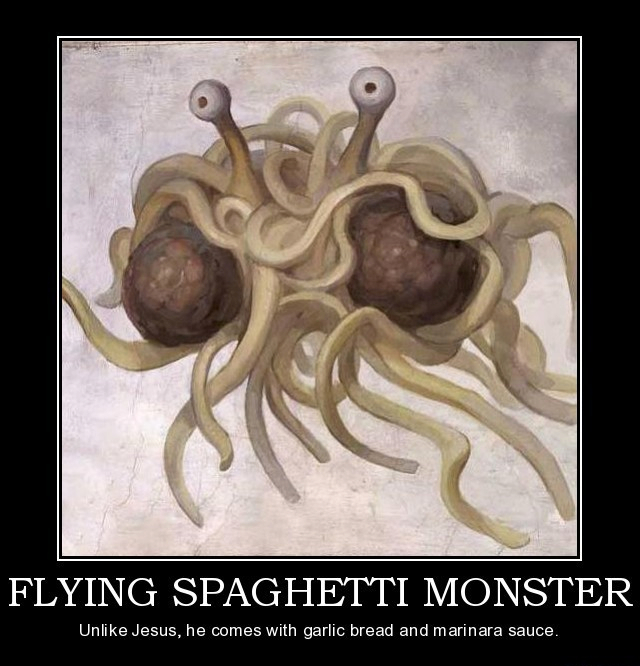 FLYING SPAGHETTI MONSTER
Unlike Jesus, he comes with garlic bread and marinara sauce.